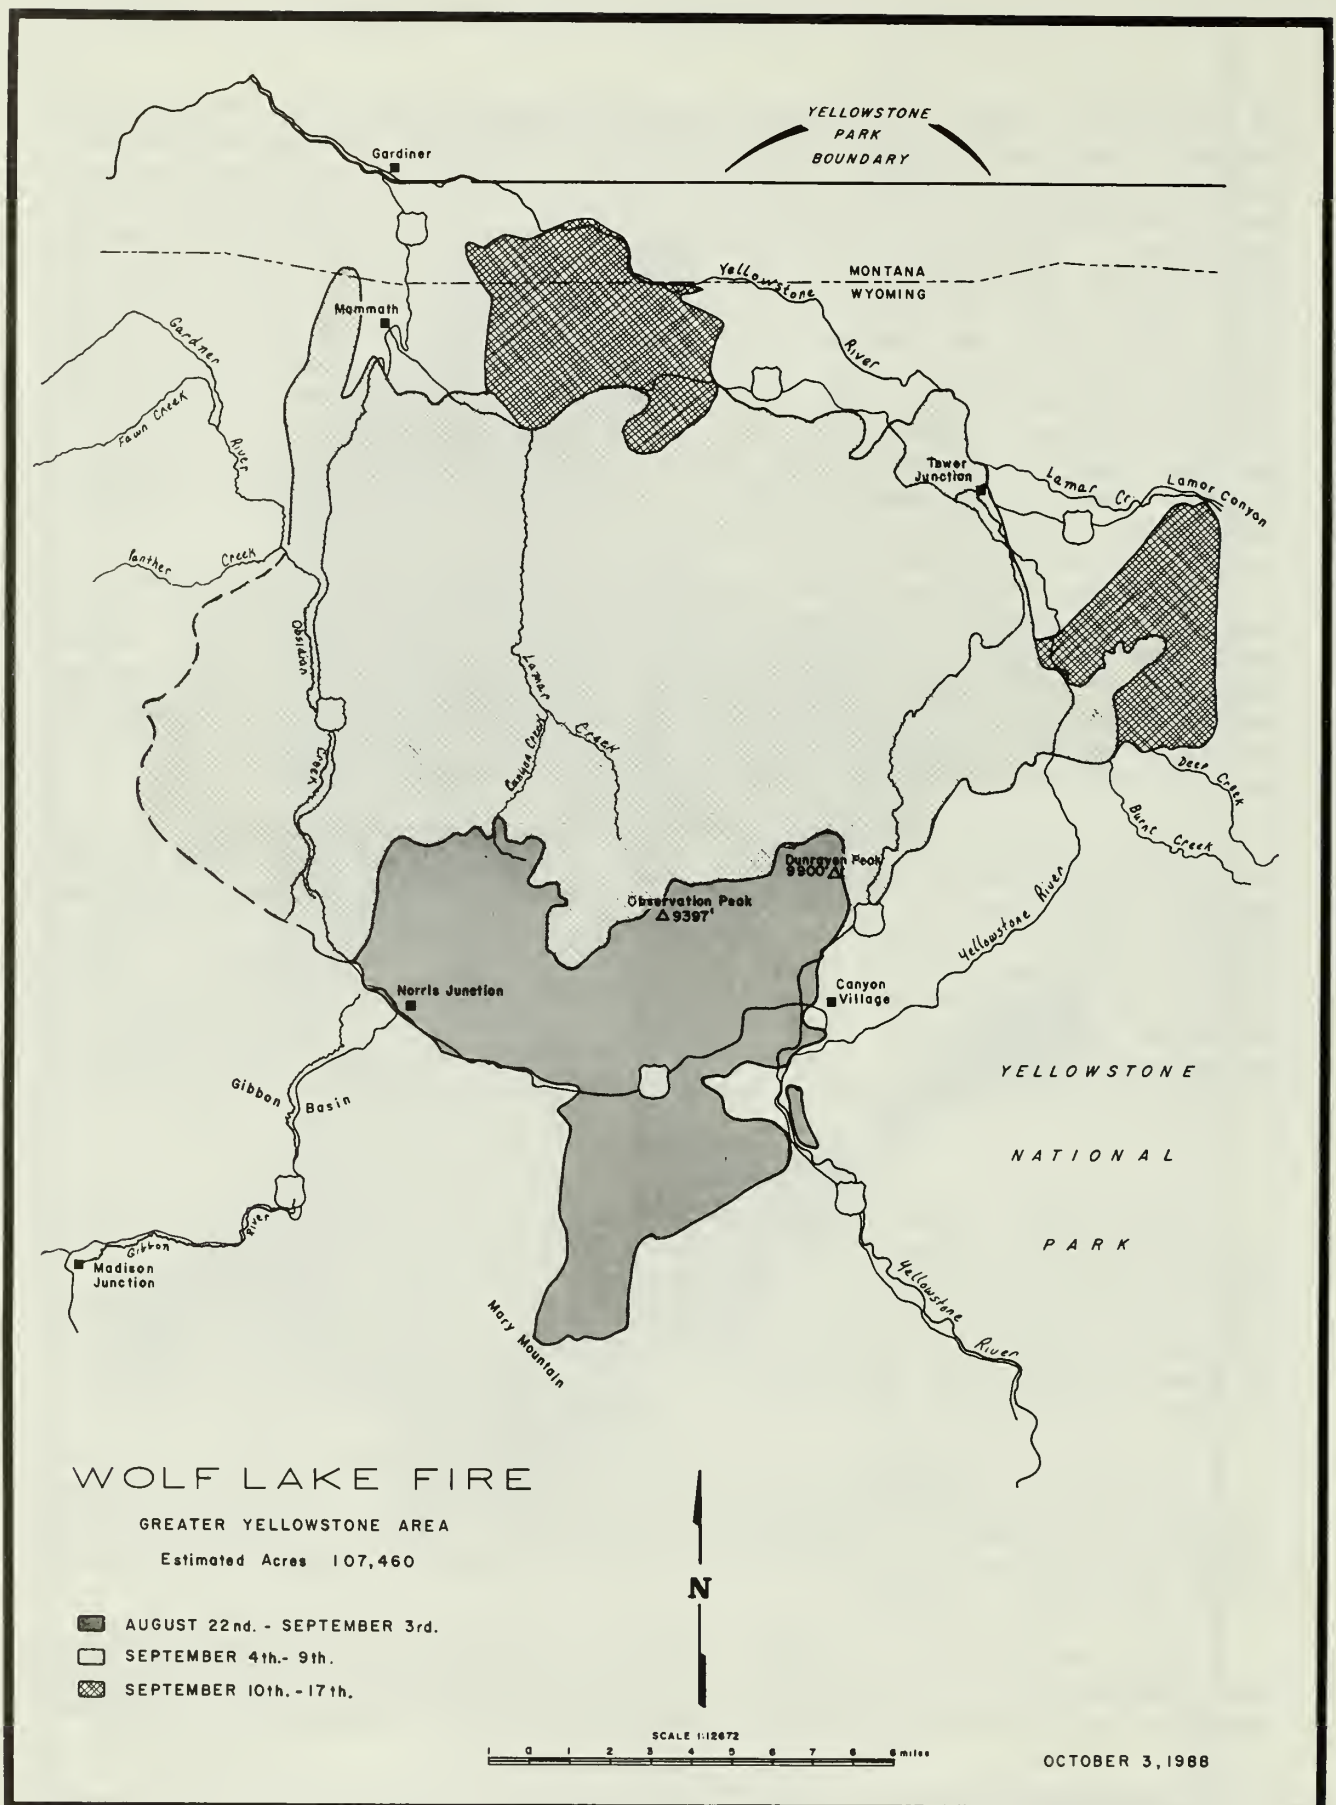 YELLOWSTONE
PARK
BOUNDARY
Gardiner
MONTANA
WYOMING
Yellowstone
River
Mammath
Gardner
River
Fawn Creek
Panther Creek
Obsidian
Creek
Tower
Junction
Lamar Cr
Lamar Canyon
Lamar
Creek
Canyon Creek
Deep Creek
Burnt Creek
Dunraven Peak
9900'
Observation Peak
9397'
Yellowstone River
Norris Junction
Canyon
Village
Gibbon Basin
Gibbon
River
Madison
Junction
YELLOWSTONE
NATIONAL
PARK
Yellowstone
River
Mary Mountain
WOLF LAKE FIRE
GREATER YELLOWSTONE AREA
Estimated Acres 107,460
AUGUST 22nd. - SEPTEMBER 3rd.
SEPTEMBER 4th.- 9th.
SEPTEMBER 10th.-17th.
N
SCALE 1:12672
1 0 1 2 3 4 5 6 7 8 miles
OCTOBER 3, 1988